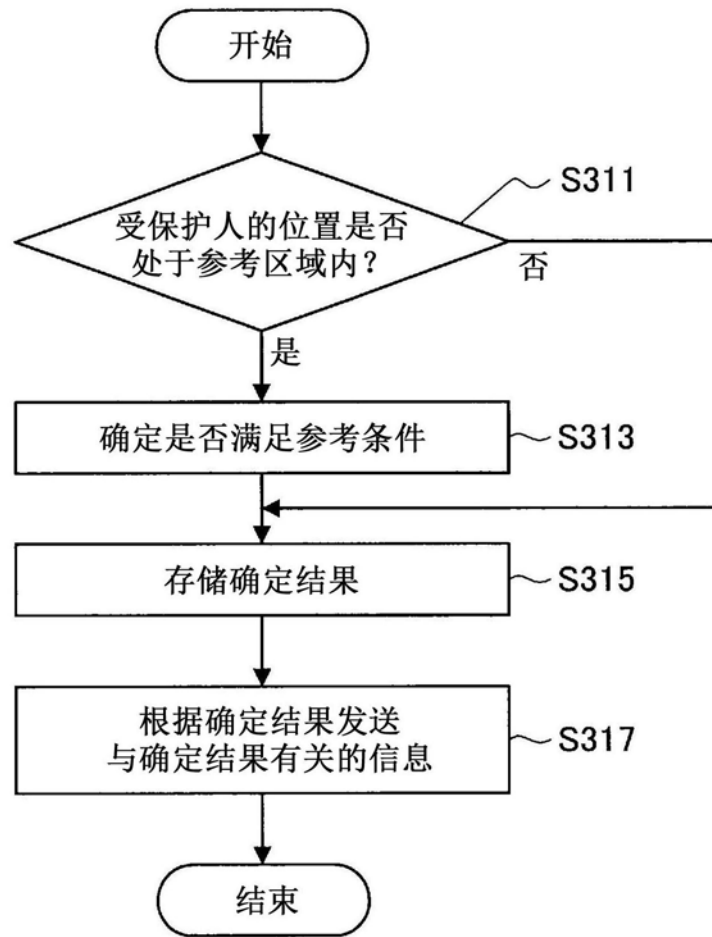 开始
S311
受保护人的位置是否
处于参考区域内?
否
是
确定是否满足参考条件
S313
存储确定结果
S315
根据确定结果发送
与确定结果有关的信息
S317
结束